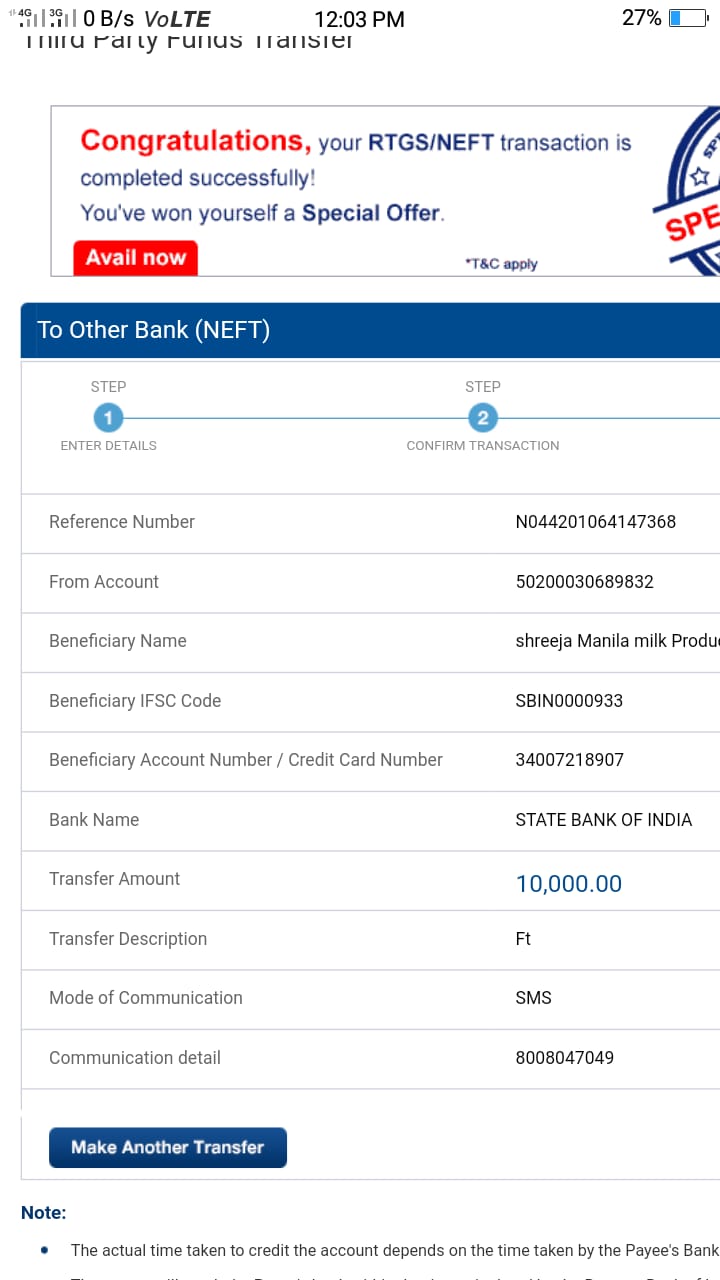 4G 3G 0 B/s VoLTE 12:03 PM 27%
Third Party Funds Transfer
Congratulations, your RTGS/NEFT transaction is
completed successfully!
You've won yourself a Special Offer.
Avail now
*T&C apply
SPE
To Other Bank (NEFT)
STEP STEP
1 2
ENTER DETAILS CONFIRM TRANSACTION
Reference Number N044201064147368
From Account 50200030689832
Beneficiary Name shreeja Manila milk Produc
Beneficiary IFSC Code SBIN0000933
Beneficiary Account Number / Credit Card Number 34007218907
Bank Name STATE BANK OF INDIA
Transfer Amount 10,000.00
Transfer Description Ft
Mode of Communication SMS
Communication detail 8008047049
Make Another Transfer
Note:
• The actual time taken to credit the account depends on the time taken by the Payee's Bank